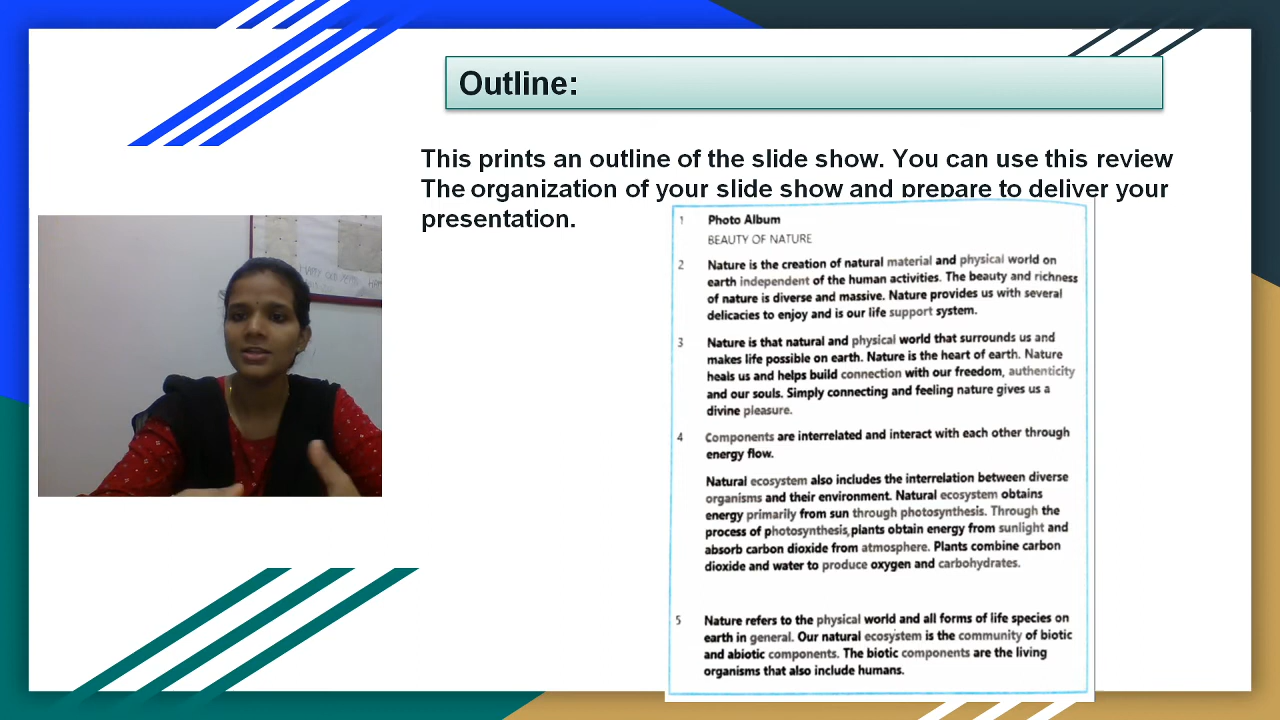 Outline:
This prints an outline of the slide show. You can use this review
The organization of your slide show and prepare to deliver your
presentation.
1 Photo Album
BEAUTY OF NATURE
2 Nature is the creation of natural material and physical world on
earth independent of the human activities. The beauty and richness
of nature is diverse and massive. Nature provides us with several
delicacies to enjoy and is our life support system.
3 Nature is that natural and physical world that surrounds us and
makes life possible on earth. Nature is the heart of earth. Nature
heals us and helps build connection with our freedom, authenticity
and our souls. Simply connecting and feeling nature gives us a
divine pleasure.
4 Components are interrelated and interact with each other through
energy flow.
Natural ecosystem also includes the interrelation between diverse
organisms and their environment. Natural ecosystem obtains
energy primarily from sun through photosynthesis. Through the
process of photosynthesis, plants obtain energy from sunlight and
absorb carbon dioxide from atmosphere. Plants combine carbon
dioxide and water to produce oxygen and carbohydrates.
5 Nature refers to the physical world and all forms of life species on
earth in general. Our natural ecosystem is the community of biotic
and abiotic components. The biotic components are the living
organisms that also include humans.